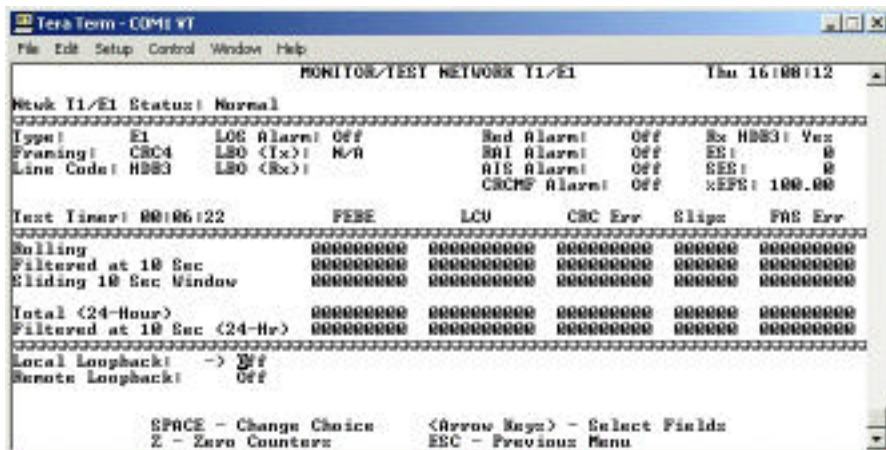 Tera Term - COM1 VT
File Edit Setup Control Window Help
MONITOR/TEST NETWORK T1/E1 Thu 16:08:12
Ntwk T1/E1 Status: Normal
Type: E1 LOS Alarm: Off Red Alarm: Off Rx HDB3: Yes
Framing: CRC4 LBO (Tx): N/A RAI Alarm: Off ES: 0
Line Code: HDB3 LBO (Rx): AIS Alarm: Off SES: 0
CRCMF Alarm: Off %EFS: 100.00
Test Timer: 00:06:22 FEBE LCV CRC Err Slips FAS Err
Rolling 000000000 000000000 000000000 000000 000000000
Filtered at 10 Sec 000000000 000000000 000000000 000000 000000000
Sliding 10 Sec Window 000000000 000000000 000000000 000000 000000000
Total (24-Hour) 000000000 000000000 000000000 000000 000000000
Filtered at 10 Sec (24-Hr) 000000000 000000000 000000000 000000 000000000
Local Loopback: -> Off
Remote Loopback: Off
SPACE - Change Choice <Arrow Keys> - Select Fields
Z - Zero Counters ESC - Previous Menu